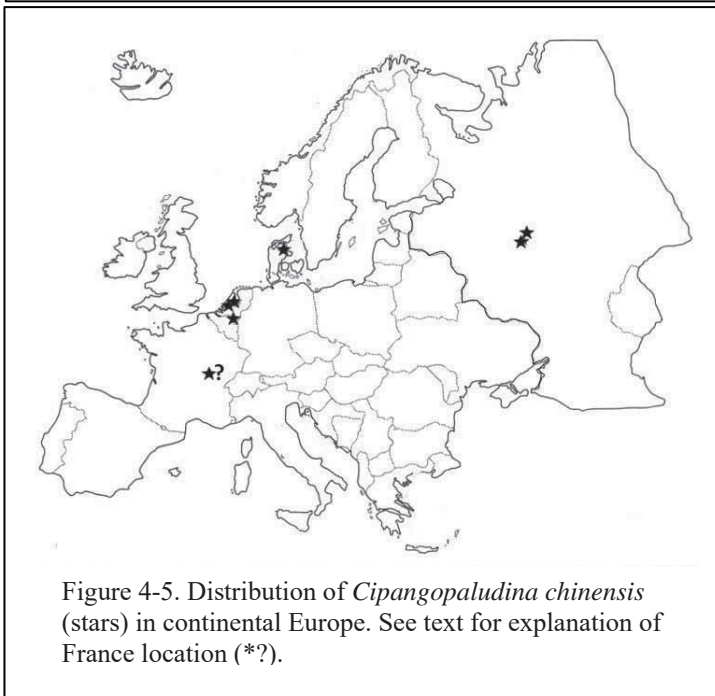 ?
Figure 4-5. Distribution of Cipangopaludina chinensis
(stars) in continental Europe. See text for explanation of
France location (*?).